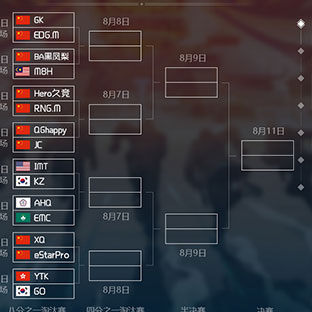 GK
8月8日
EDG.M
日
场
BA黑凤梨
8月9日
MBH
日
场
Hero久竞
8月7日
RNG.M
QGhappy
8月11日
日
场
JC
IMT
日
场
KZ
AHQ
日
场
EMC
8月7日
XQ
日
场
eStarPro
8月9日
YTK
日
场
GO
8月8日
八分之一淘汰赛
四分之一淘汰赛
半决赛
决赛